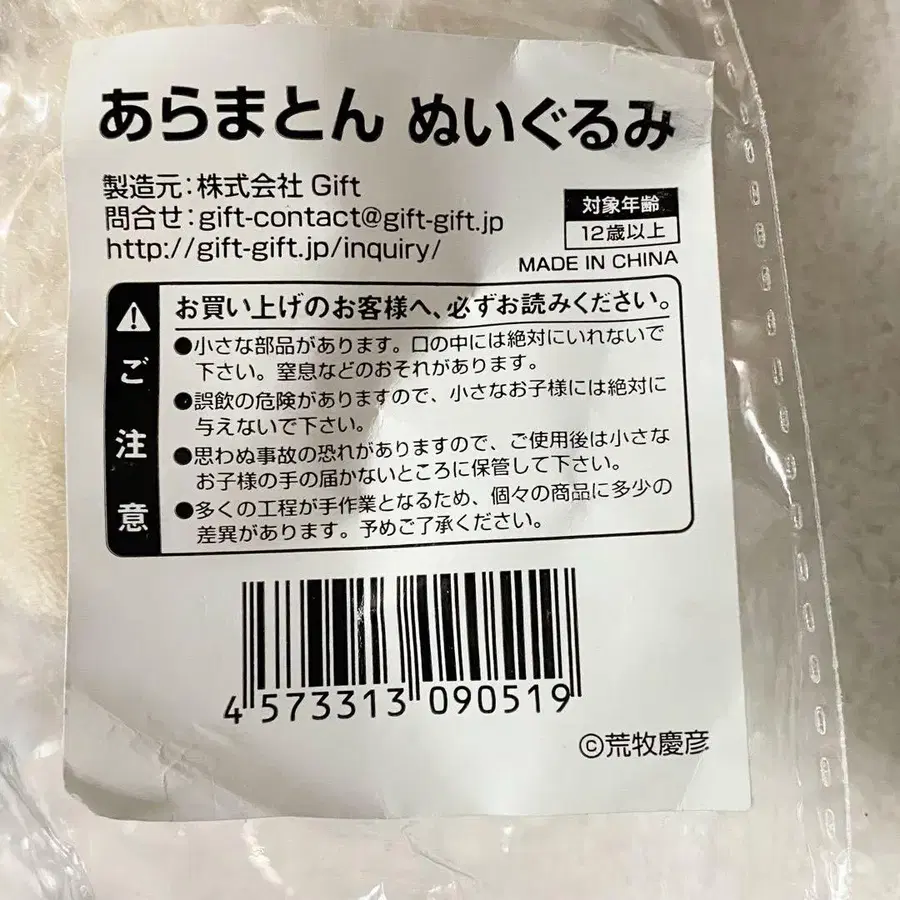 あらまとん ぬいぐるみ
製造元:株式会社 Gift
問合せ:gift-contact@gift-gift.jp
http://gift-gift.jp/inquiry/
対象年齢
12歳以上
MADE IN CHINA
ご注意
お買い上げのお客様へ、必ずお読みください。
●小さな部品があります。口の中には絶対にいれないで
下さい。窒息などのおそれがあります。
●誤飲の危険がありますので、小さなお子様には絶対に
与えないで下さい。
●思わぬ事故の恐れがありますので、ご使用後は小さな
お子様の手の届かないところに保管して下さい。
●多くの工程が手作業となるため、個々の商品に多少の
差異があります。予めご了承ください。
4 573313 090519
©荒牧慶彦